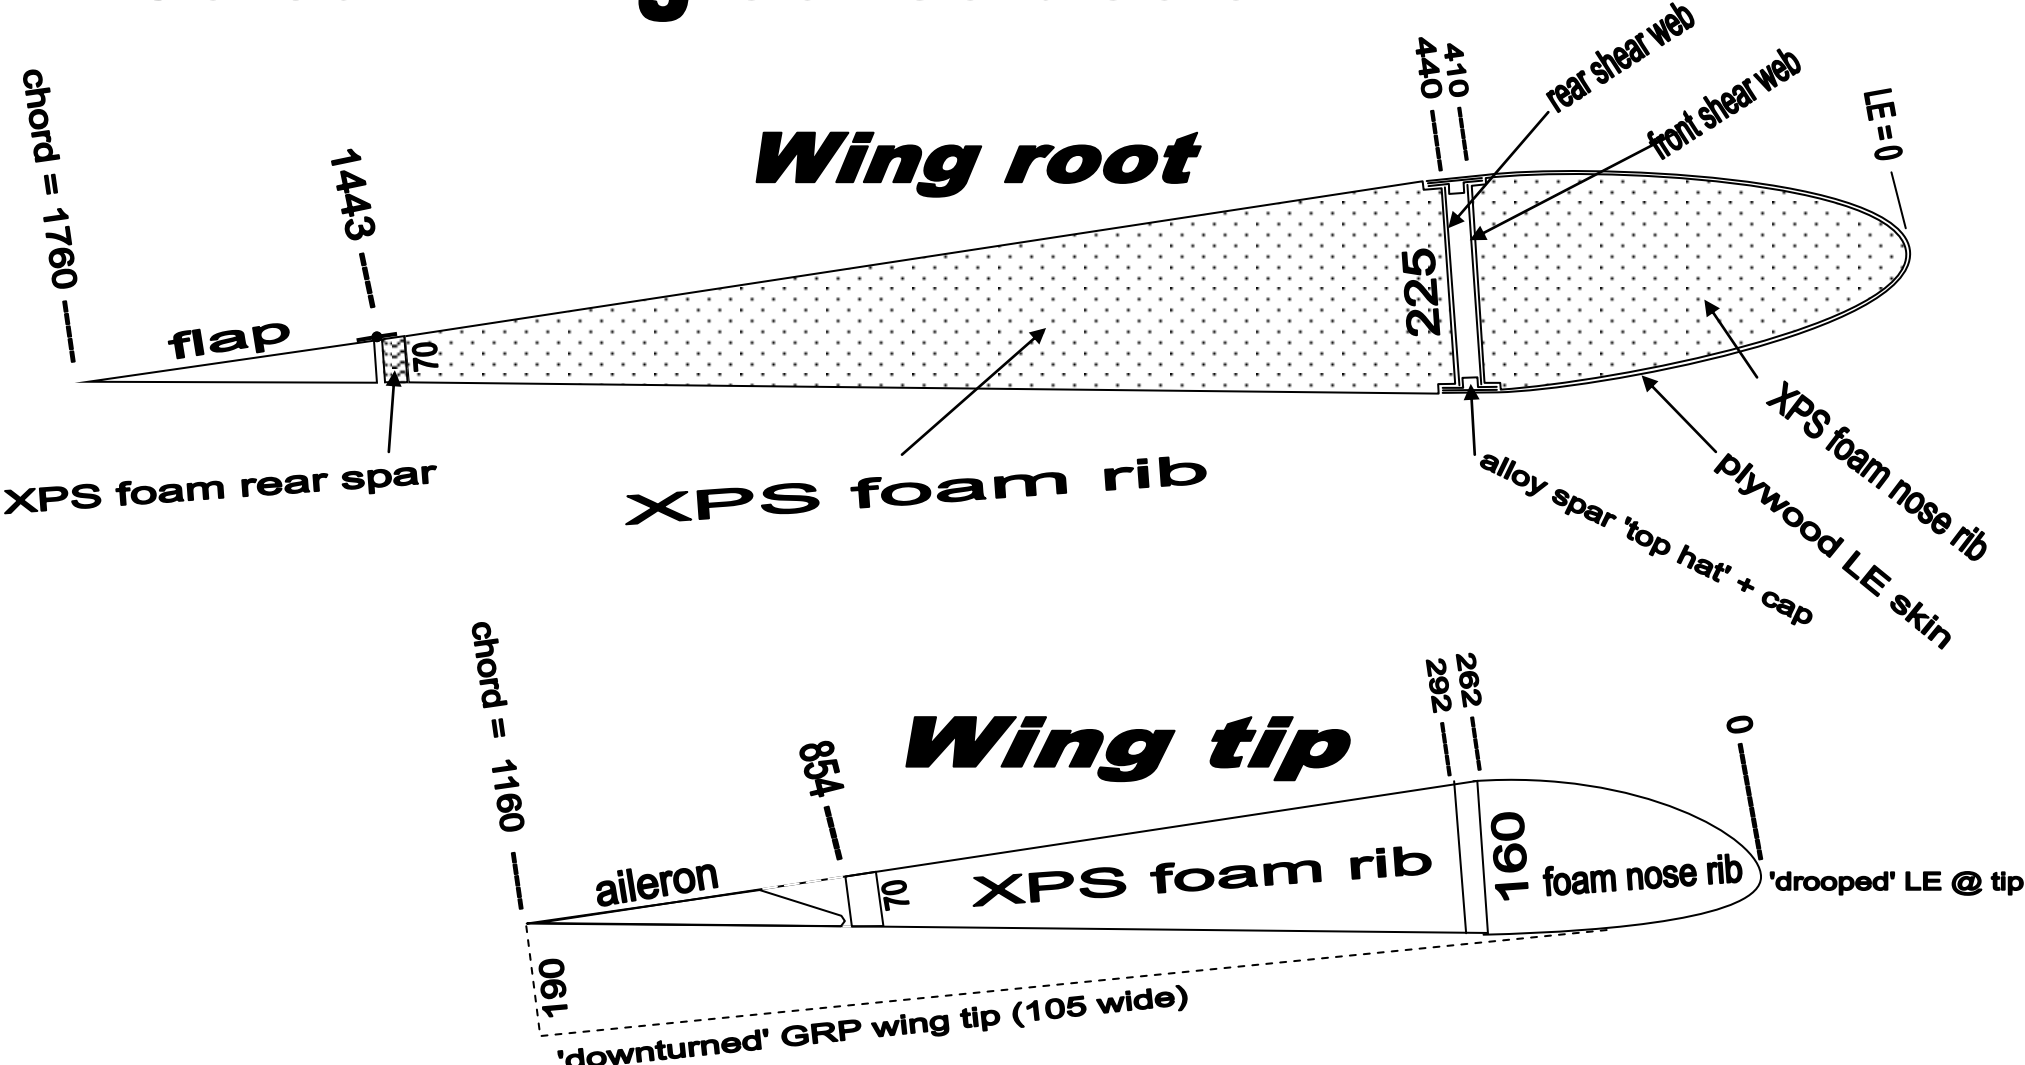 Wing root
chord = 1760
1443
440
410
rear shear web
front shear web
LE = 0
flap
70
225
XPS foam rear spar
XPS foam rib
alloy spar 'top hat' + cap
plywood LE skin
XPS foam nose rib
Wing tip
chord = 1160
854
292
262
0
aileron
70
XPS foam rib
160
foam nose rib
'drooped' LE @ tip
190
'downturned' GRP wing tip (105 wide)